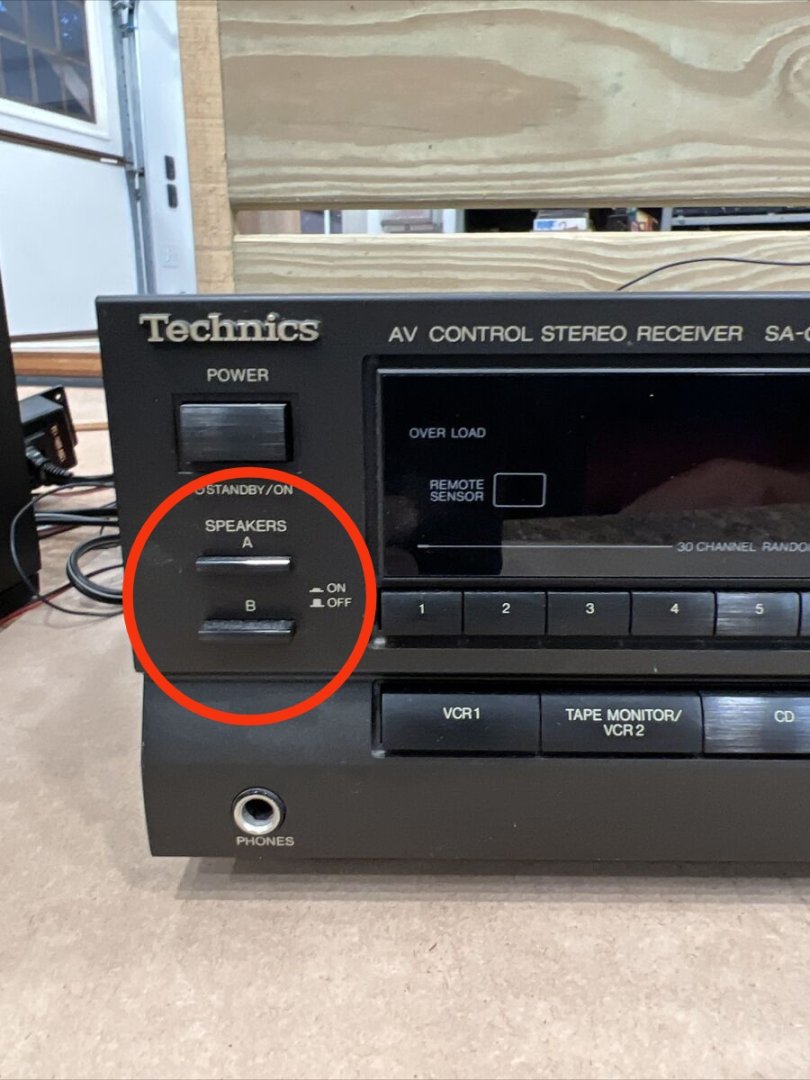 Technics
AV CONTROL STEREO RECEIVER SA-
POWER
STANDBY/ON
OVER LOAD
REMOTE
SENSOR
SPEAKERS
A
B
ON
OFF
30 CHANNEL RANDO
1 2 3 4 5
VCR1
TAPE MONITOR/
VCR2
CD
PHONES